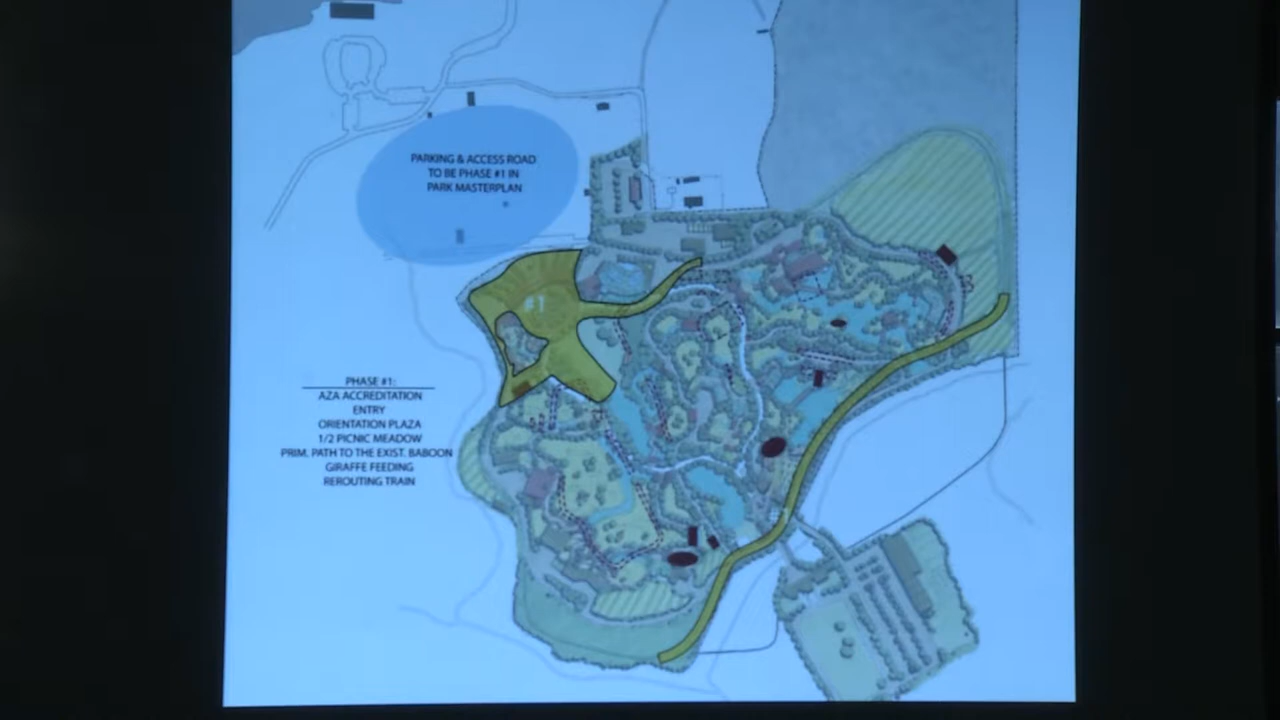 PARKING & ACCESS ROAD
TO BE PHASE #1 IN
PARK MASTERPLAN
#1
PHASE #1:
AZA ACCREDITATION
ENTRY
ORIENTATION PLAZA
1/2 PICNIC MEADOW
PRIM. PATH TO THE EXIST. BABOON
GIRAFFE FEEDING
REROUTING TRAIN